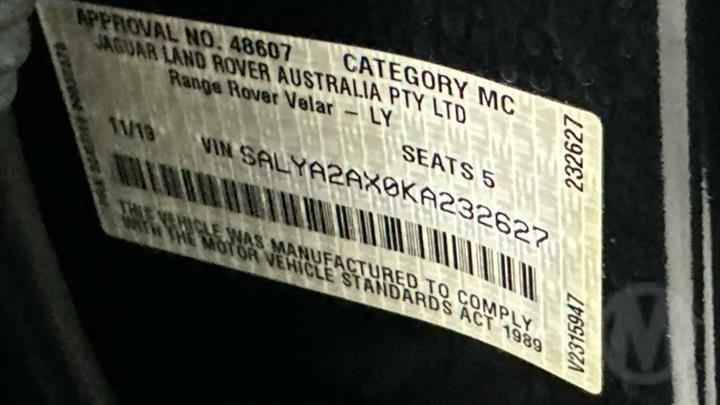 APPROVAL NO. 48607 CATEGORY MC
JAGUAR LAND ROVER AUSTRALIA PTY LTD
Range Rover Velar – LY
11/19 SEATS 5
VIN SALYA2AX0KA232627
THIS VEHICLE WAS MANUFACTURED TO COMPLY
WITH THE MOTOR VEHICLE STANDARDS ACT 1989
232627
V2315947
M